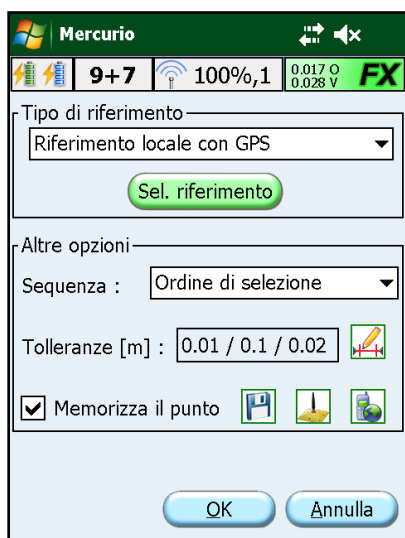 Mercurio
9+7 100%,1 0.017 O
0.028 V FX
Tipo di riferimento
Riferimento locale con GPS
Sel. riferimento
Altre opzioni
Sequenza : Ordine di selezione
Tolleranze [m] : 0.01 / 0.1 / 0.02
Memorizza il punto
OK Annulla